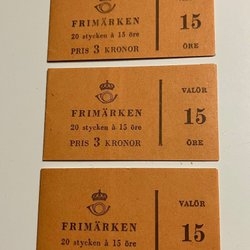 FRIMÄRKEN
20 stycken à 15 öre
PRIS 3 KRONOR
15
ÖRE
FRIMÄRKEN
20 stycken à 15 öre
PRIS 3 KRONOR
VALÖR
15
ÖRE
FRIMÄRKEN
20 stycken à 15 öre
VALÖR
15